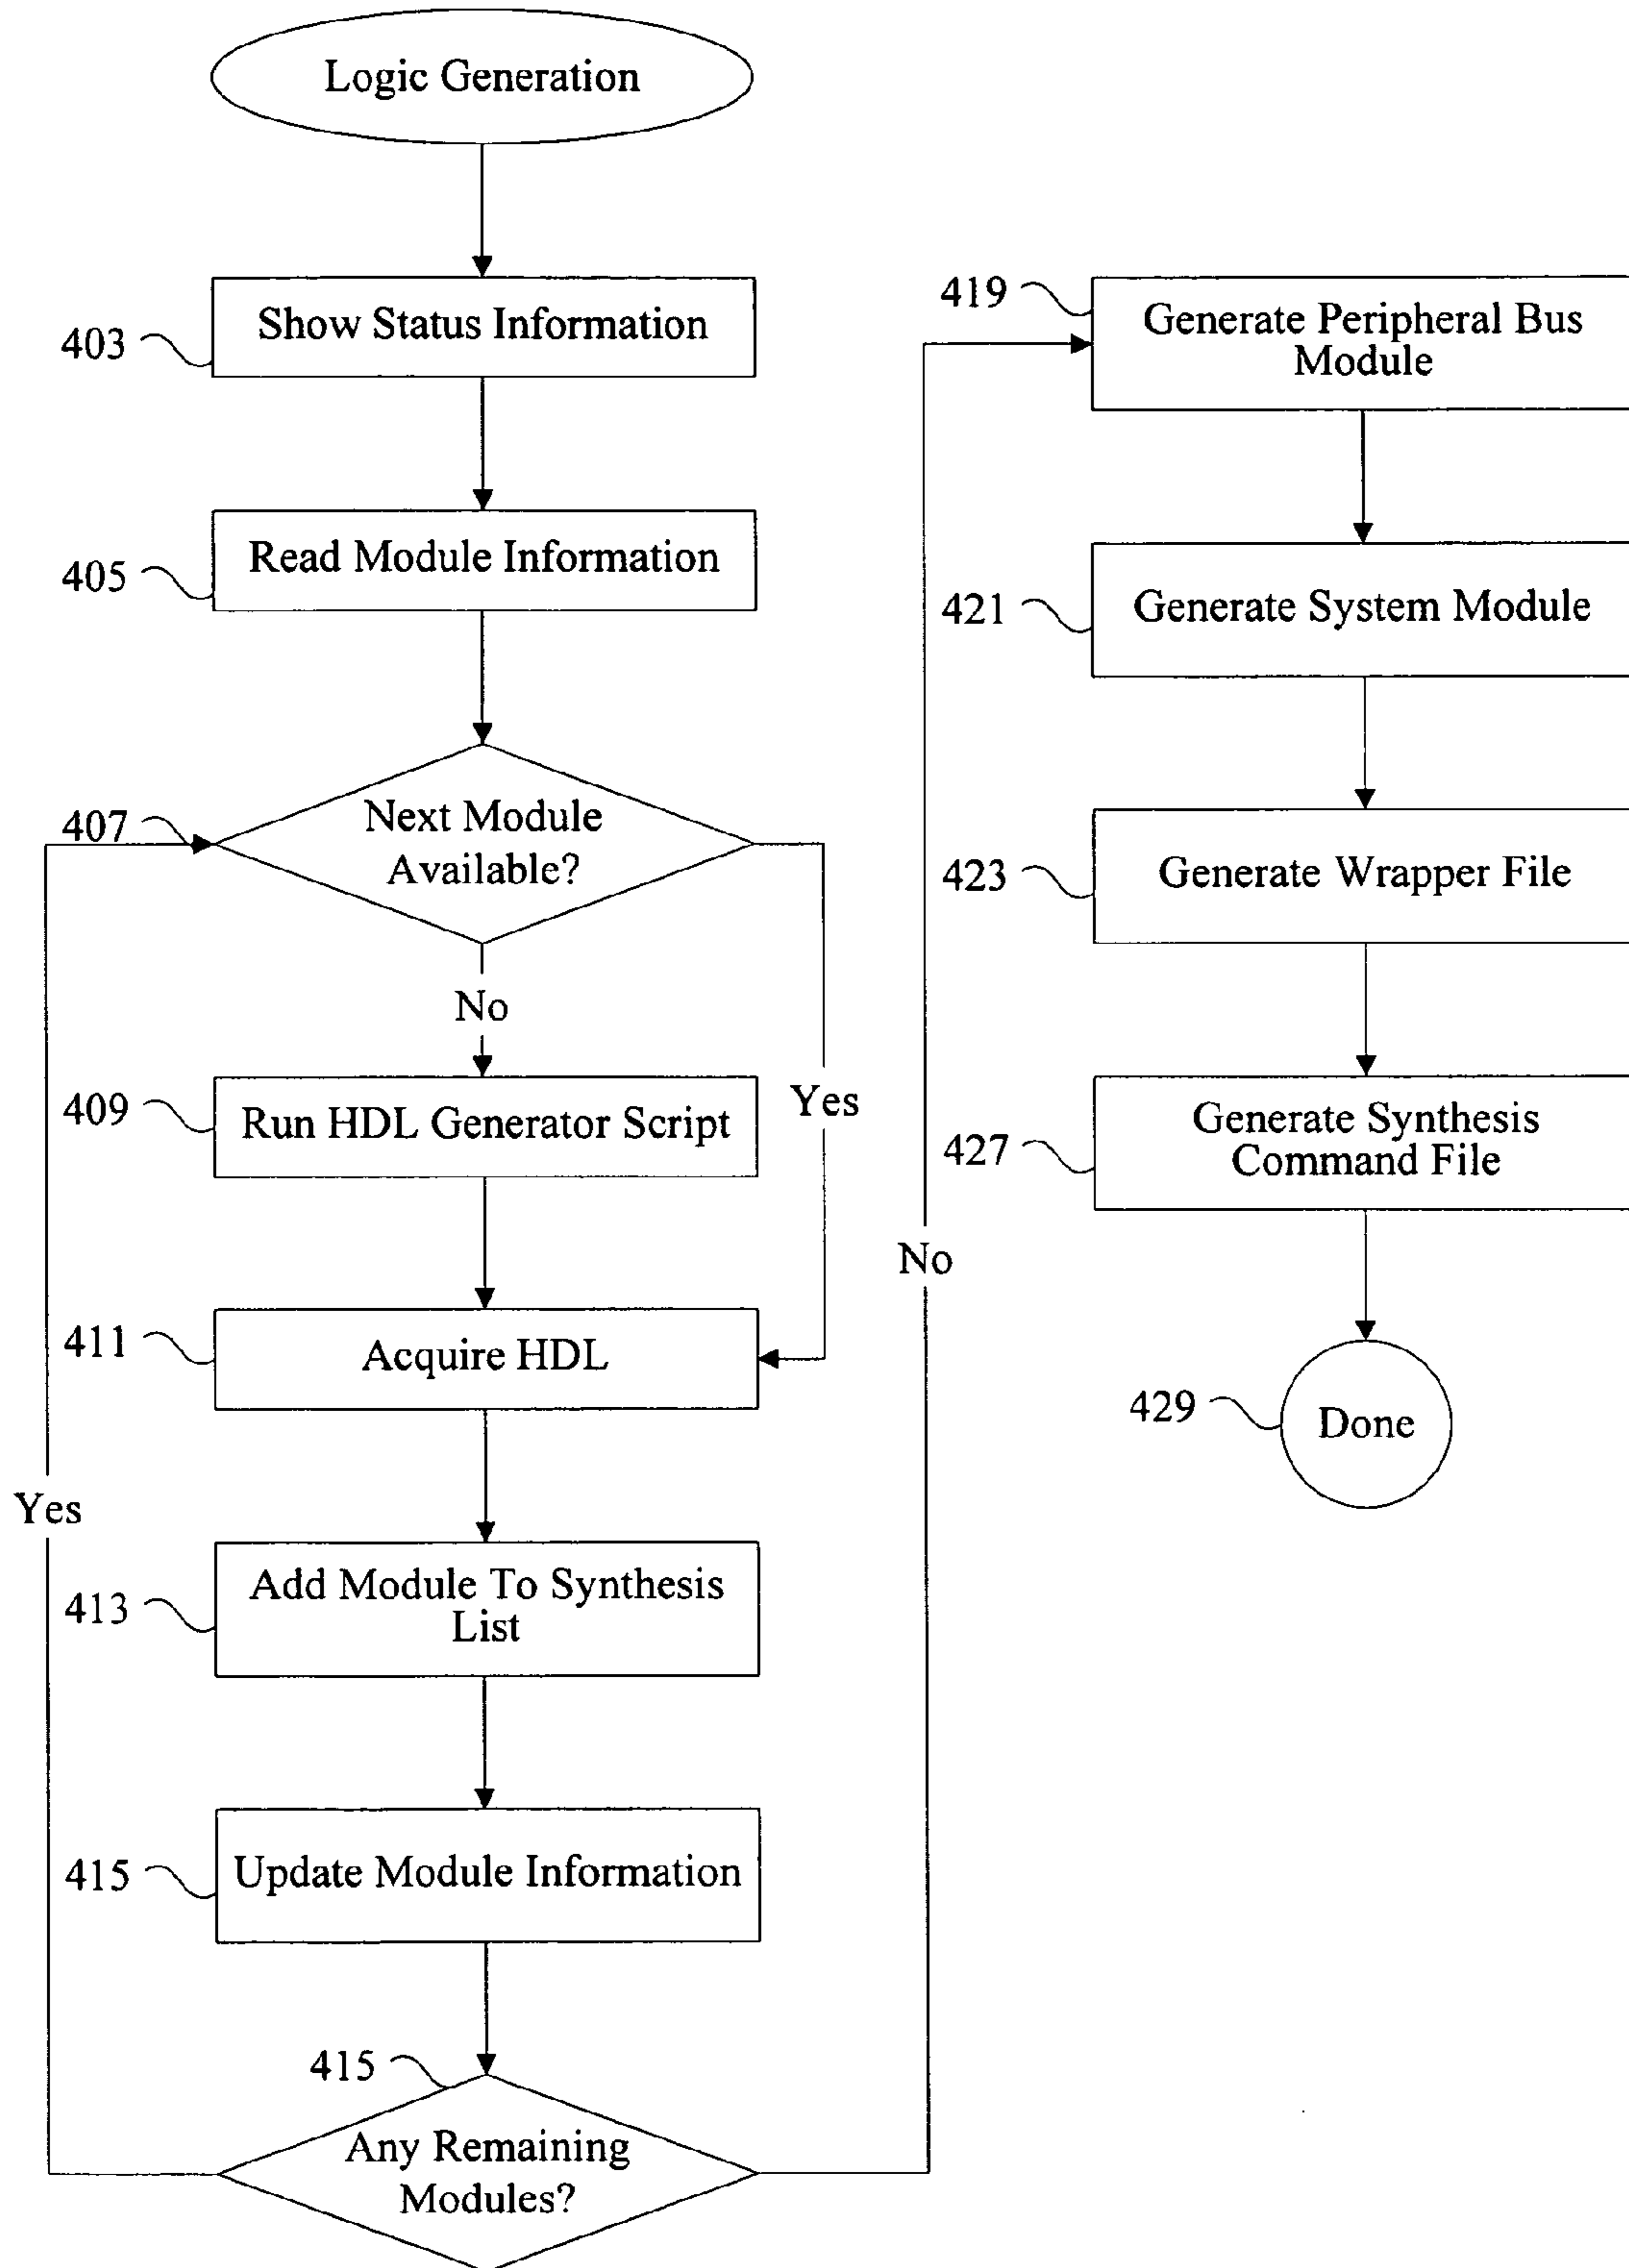 Logic Generation
403
Show Status Information
405
Read Module Information
407
Next Module
Available?
No
Yes
409
Run HDL Generator Script
411
Acquire HDL
413
Add Module To Synthesis
List
415
Update Module Information
415
Any Remaining
Modules?
Yes
No
419
Generate Peripheral Bus
Module
421
Generate System Module
423
Generate Wrapper File
427
Generate Synthesis
Command File
429
Done